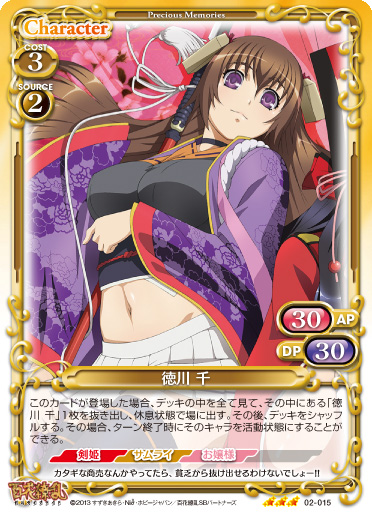 Precious Memories
Character
COST
3
SOURCE
2
30 AP
DP 30
徳川 千
このカードが登場した場合、デッキの中を全て見て、その中にある「徳
川 千」1枚を抜き出し、休息状態で場に出す。その後、デッキをシャッフ
ルする。その場合、ターン終了時にそのキャラを活動状態にすることが
できる。
剣姫 サムライ お嬢様
カタギな商売なんかやってたら、貧乏から抜け出せるわけないでしょー!!
百花繚乱
©2013 すずきあきら・Niθ・ホビージャパン/百花繚乱SBパートナーズ
02-015